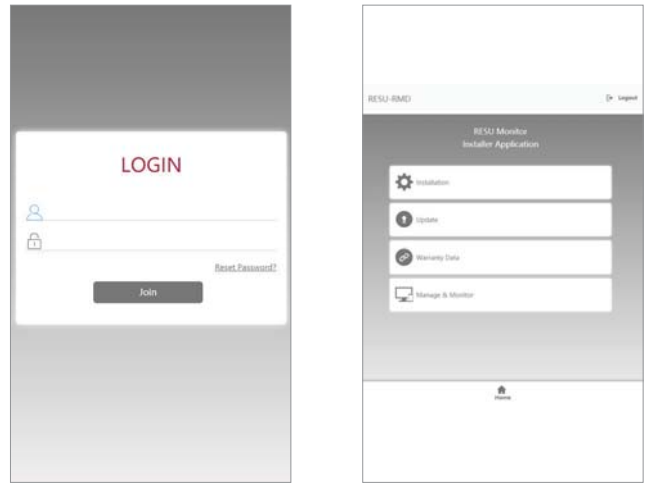 LOGIN
Reset Password?
Join
RESU-RMD
Logout
RESU Monitor
Installer Application
Installation
Update
Warranty Data
Manage & Monitor
Home